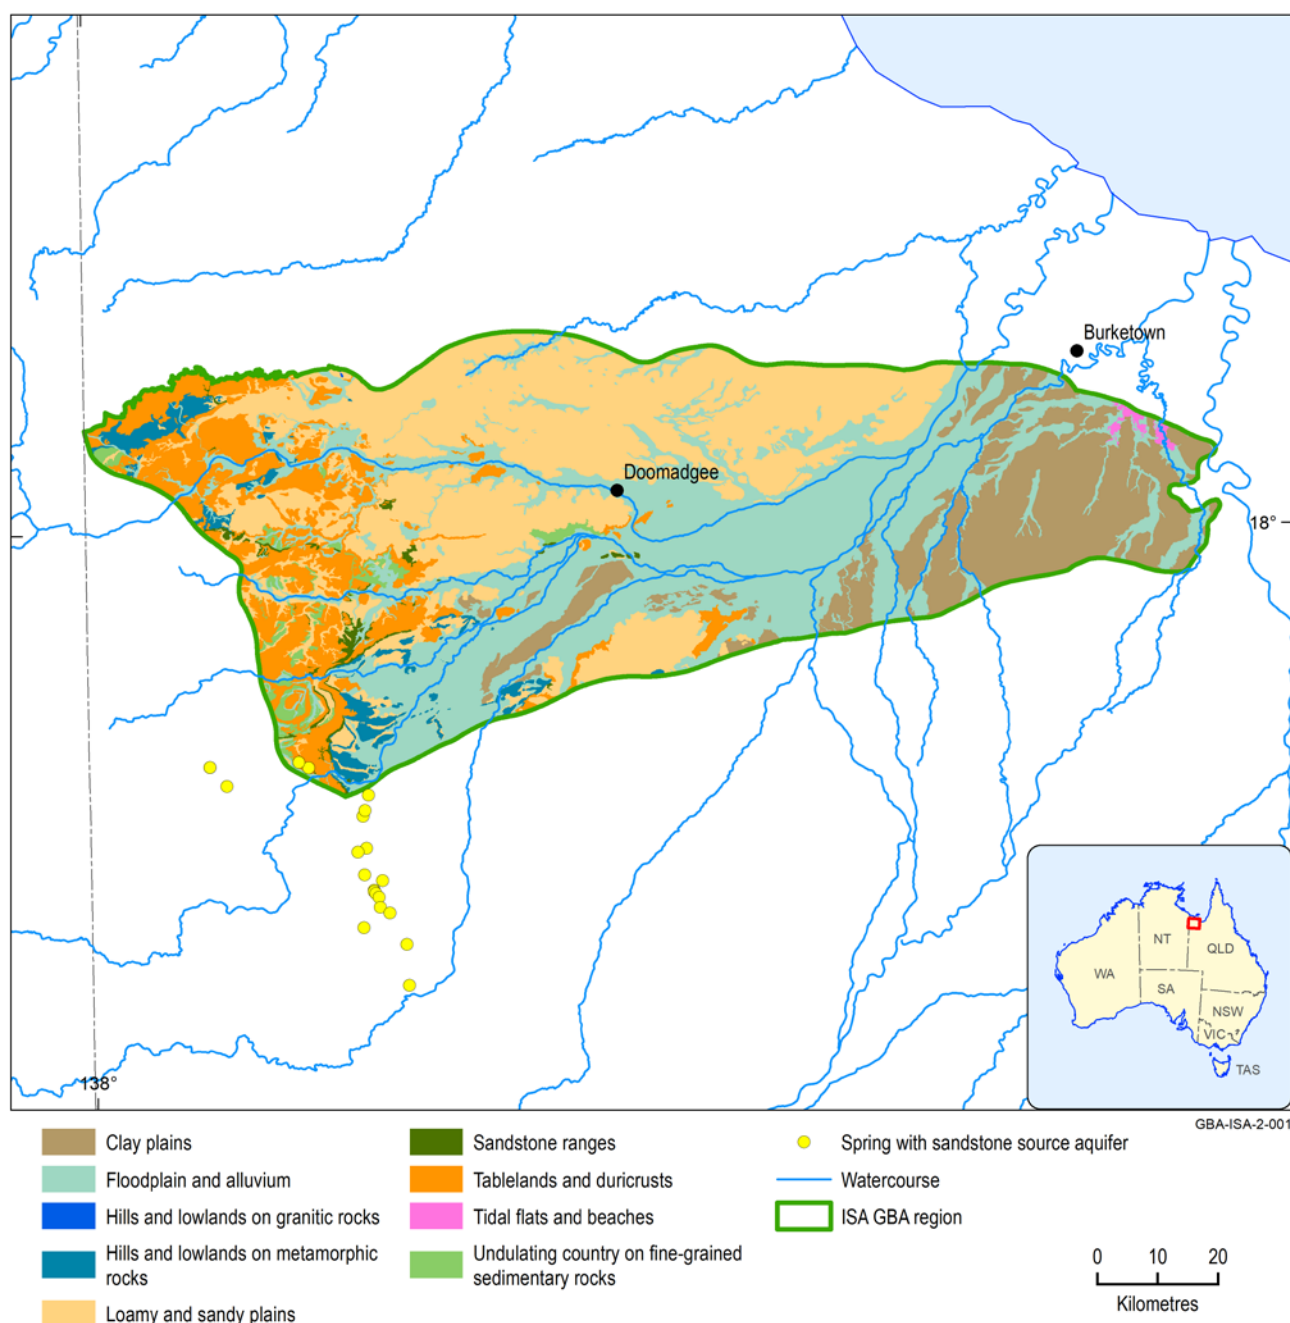 Burketown
Doomadgee
18°
138°
NT
QLD
WA
SA
NSW
VIC
TAS
GBA-ISA-2-001
Clay plains
Floodplain and alluvium
Hills and lowlands on granitic rocks
Hills and lowlands on metamorphic
rocks
Loamy and sandy plains
Sandstone ranges
Tablelands and duricrusts
Tidal flats and beaches
Undulating country on fine-grained
sedimentary rocks
Spring with sandstone source aquifer
Watercourse
ISA GBA region
0 10 20
Kilometres